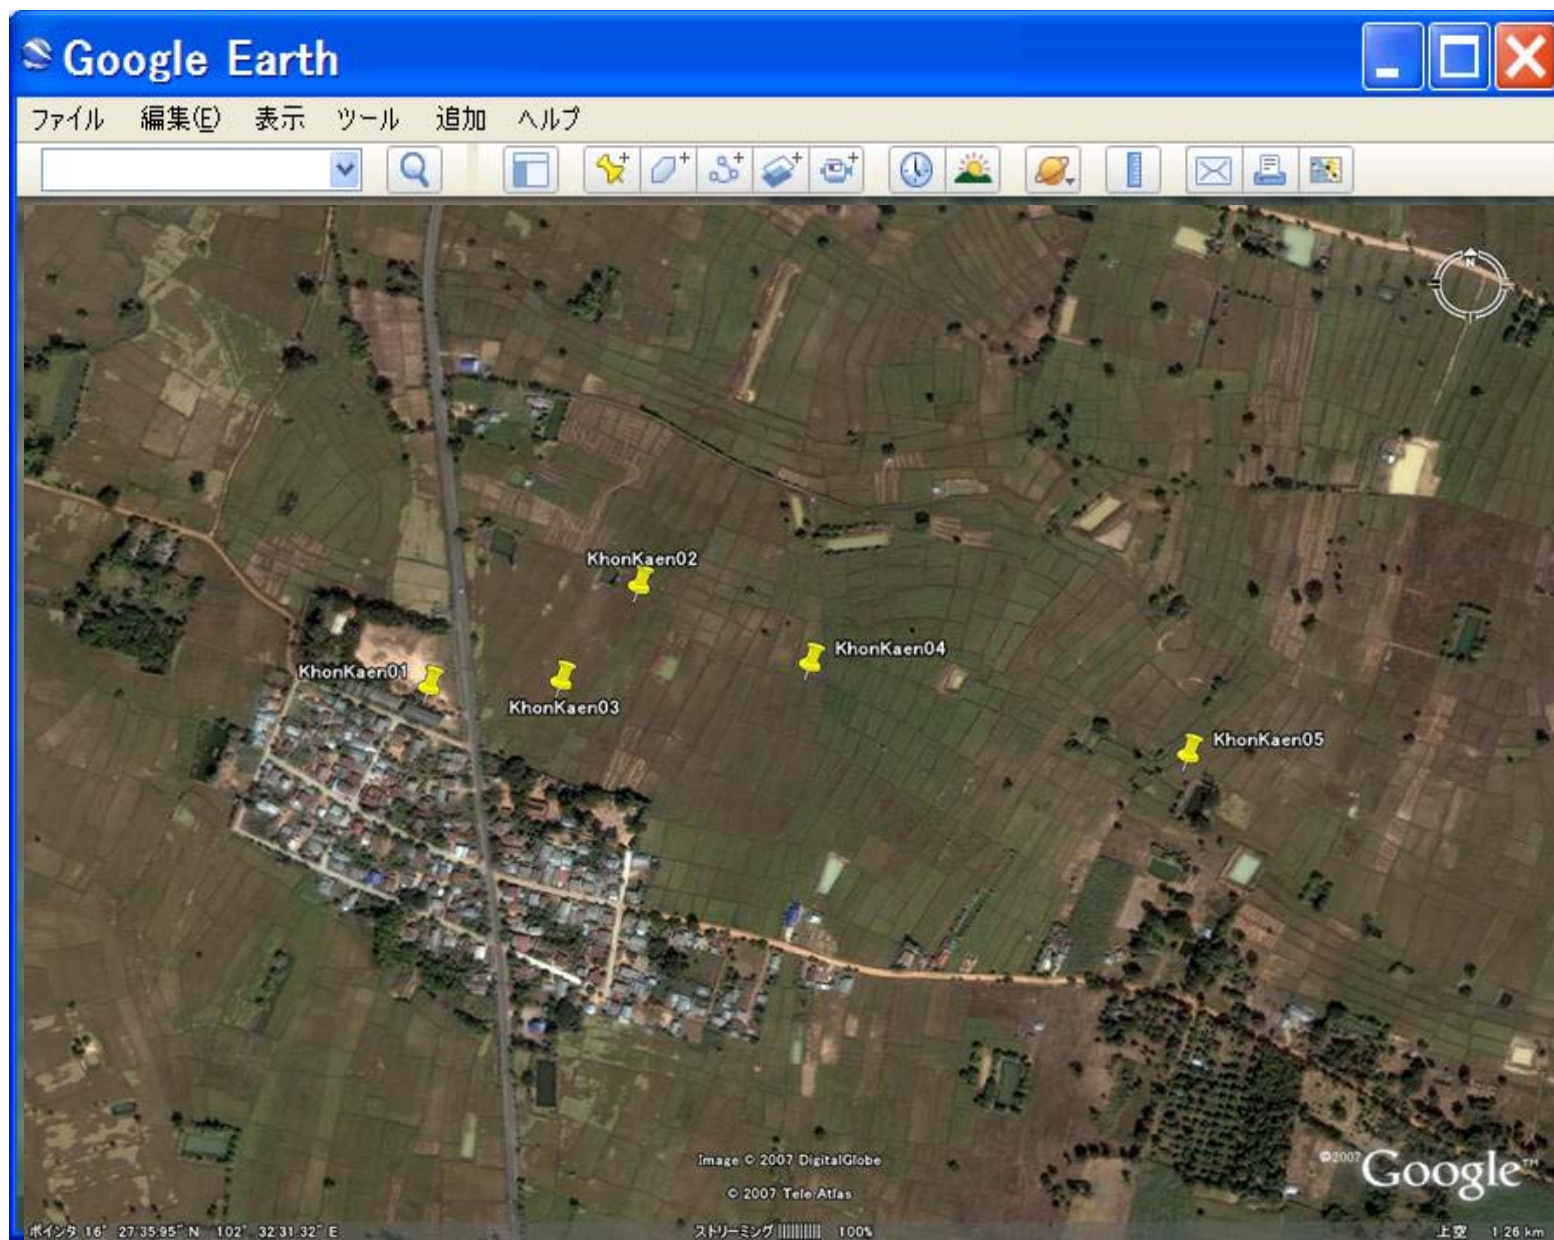 Google Earth
ファイル 編集(E) 表示 ツール 追加 ヘルプ
KhonKaen02
KhonKaen04
KhonKaen01
KhonKaen03
KhonKaen05
Image © 2007 DigitalGlobe
© 2007 Tele Atlas
©2007 Google™
ポインタ 16° 27'35.95" N 102° 32'31.32" E ストリーミング |||||||||| 100% 上空 1.26 km